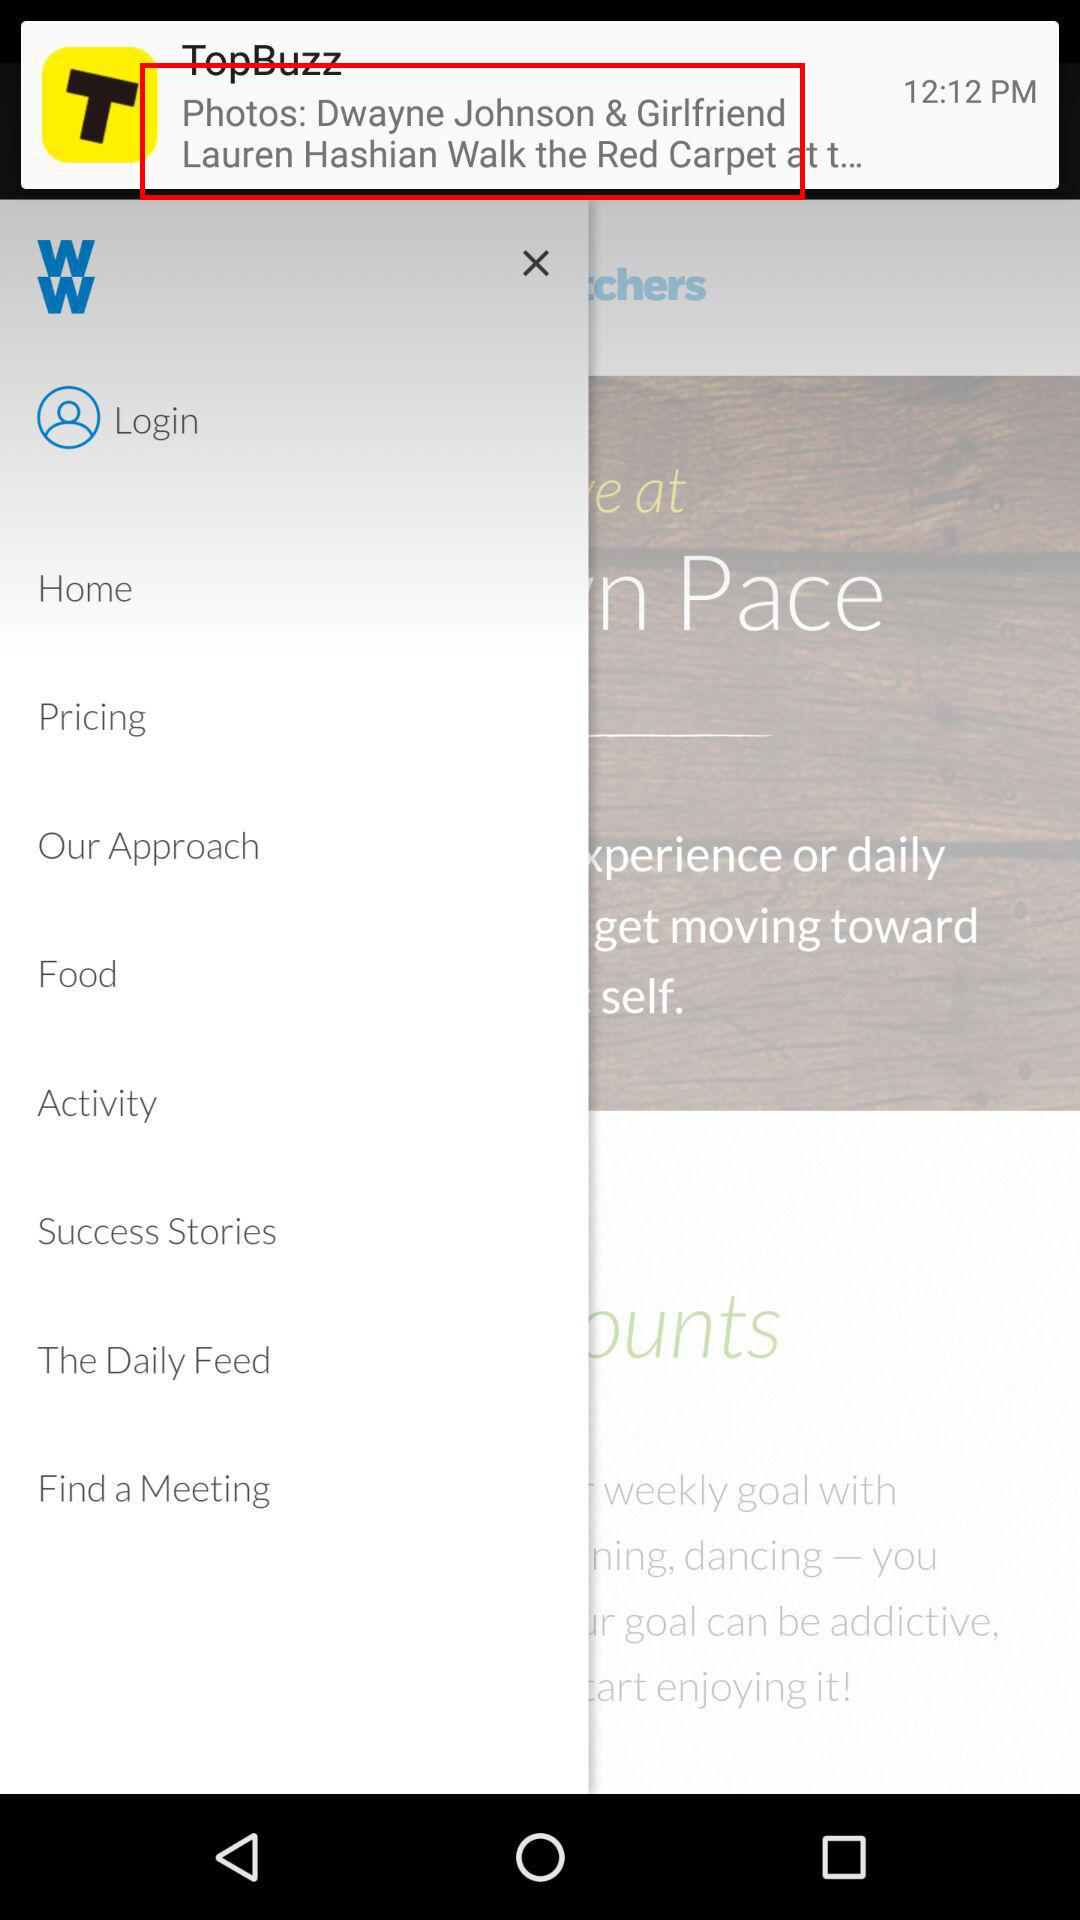 TopBuzz
12:12 PM
Photos: Dwayne Johnson & Girlfriend
Lauren Hashian Walk the Red Carpet at t...
W
W
tchers
Login
Home
Pricing
Our Approach
Food
Activity
Success Stories
The Daily Feed
Find a Meeting
ve at
n Pace
xperience or daily
get moving toward
self.
ounts
weekly goal with
ning, dancing — you
ur goal can be addictive,
tart enjoying it!